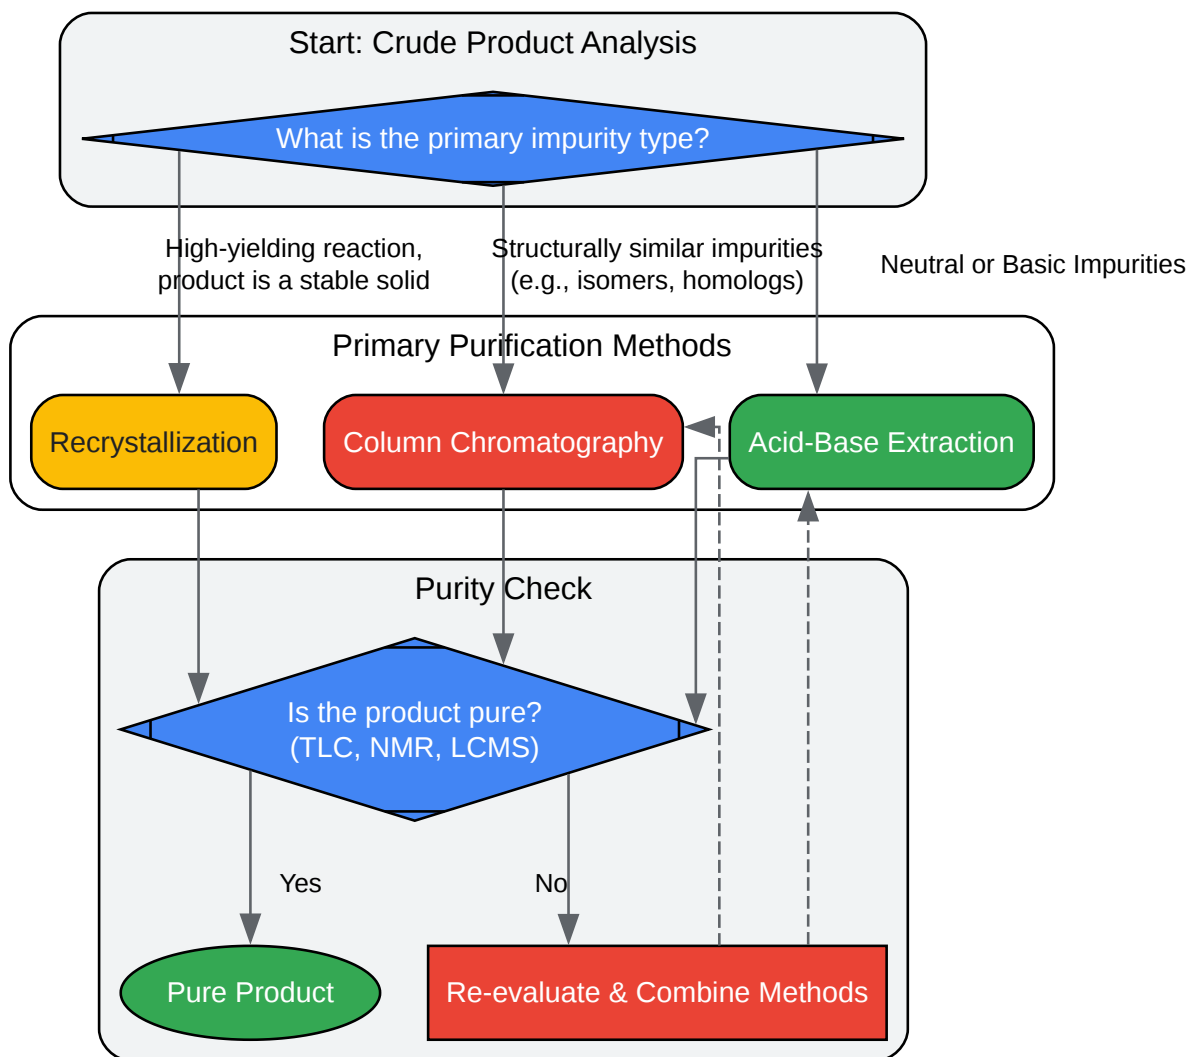 Start: Crude Product Analysis
What is the primary impurity type?
High-yielding reaction,
product is a stable solid
Structurally similar impurities
(e.g., isomers, homologs)
Neutral or Basic Impurities
Primary Purification Methods
Recrystallization
Column Chromatography
Acid-Base Extraction
Purity Check
Is the product pure?
(TLC, NMR, LCMS)
Yes
No
Pure Product
Re-evaluate & Combine Methods